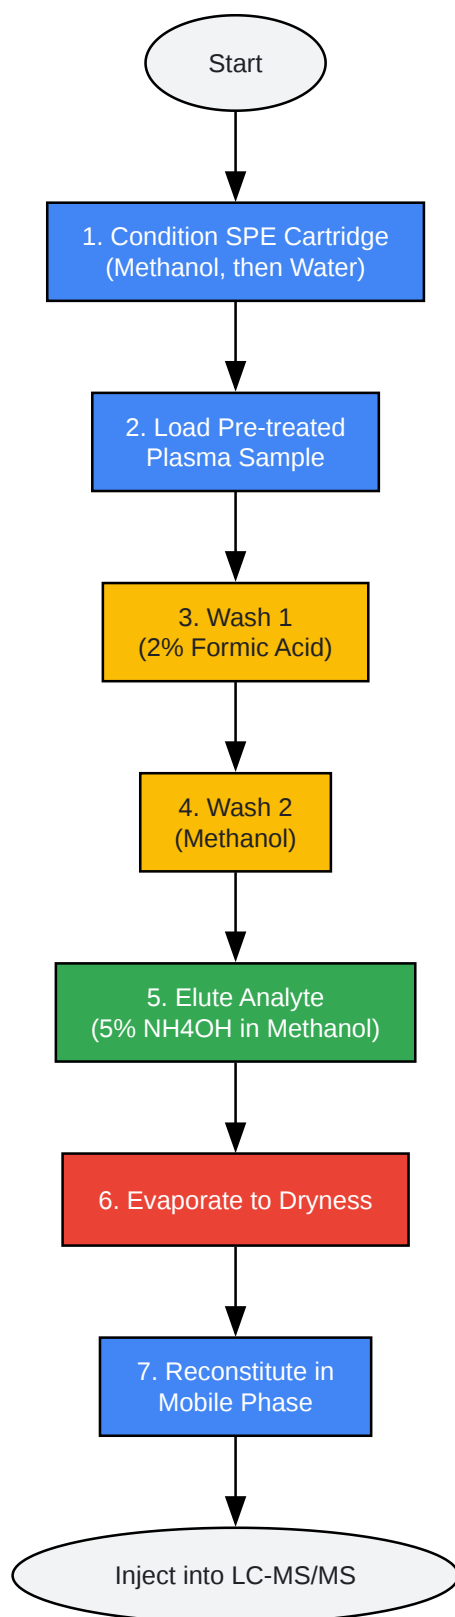 Start
1. Condition SPE Cartridge
(Methanol, then Water)
2. Load Pre-treated
Plasma Sample
3. Wash 1
(2% Formic Acid)
4. Wash 2
(Methanol)
5. Elute Analyte
(5% NH4OH in Methanol)
6. Evaporate to Dryness
7. Reconstitute in
Mobile Phase
Inject into LC-MS/MS